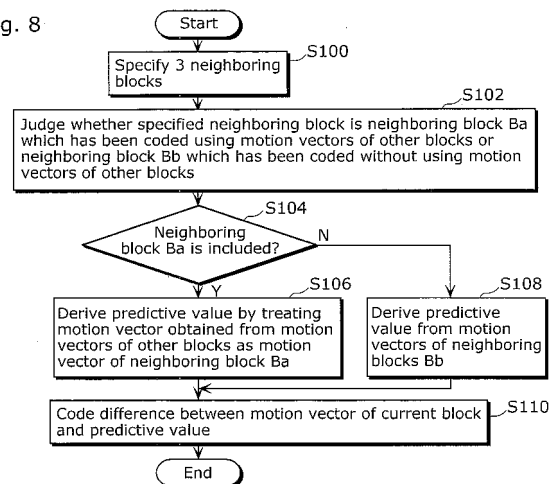 g. 8
Start
S100
Specify 3 neighboring
blocks
S102
Judge whether specified neighboring block is neighboring block Ba
which has been coded using motion vectors of other blocks or
neighboring block Bb which has been coded without using motion
vectors of other blocks
S104
Neighboring
block Ba is included?
N
Y
S106
Derive predictive value by treating
motion vector obtained from motion
vectors of other blocks as motion
vector of neighboring block Ba
S108
Derive predictive
value from motion
vectors of neighboring
blocks Bb
S110
Code difference between motion vector of current block
and predictive value
End